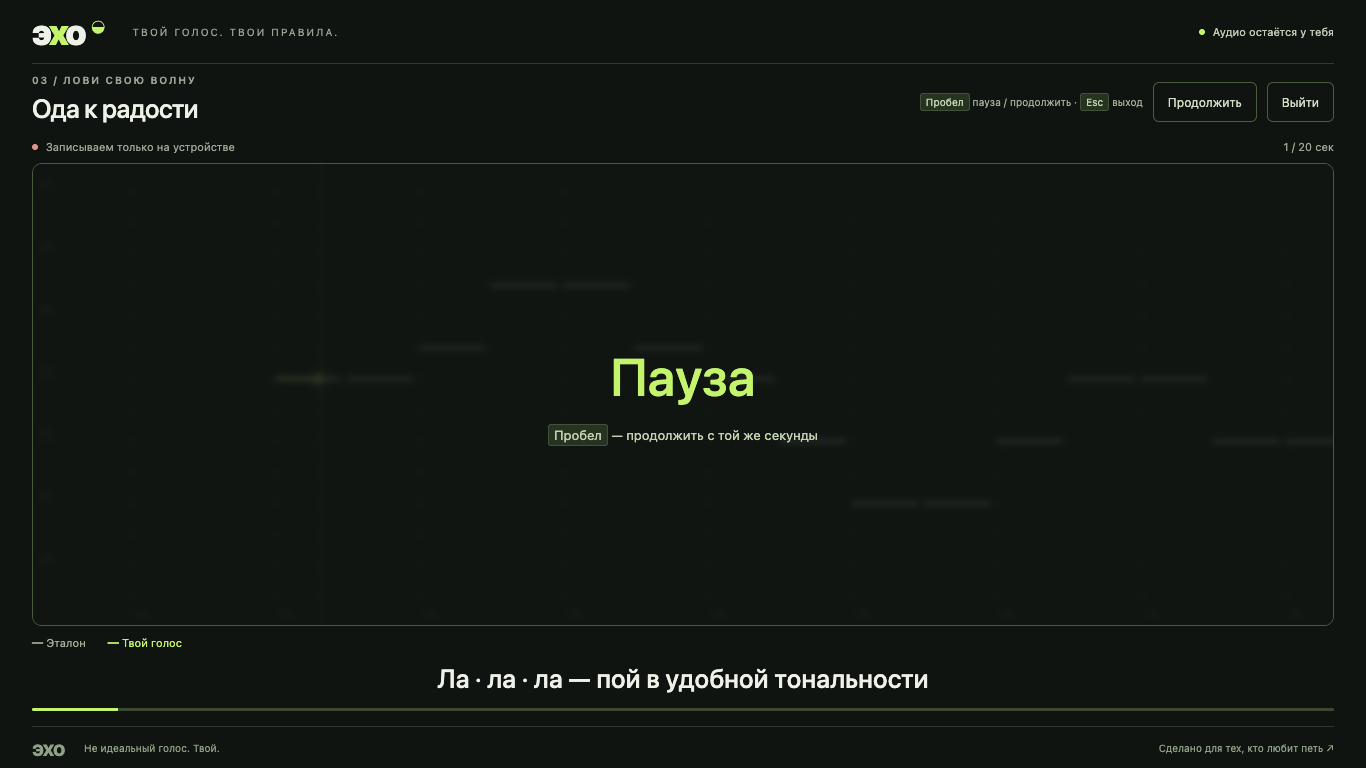 ЭХО
ТВОЙ ГОЛОС. ТВОИ ПРАВИЛА.
Аудио остаётся у тебя
03 / ЛОВИ СВОЮ ВОЛНУ
Ода к радости
Пробел пауза / продолжить · Esc выход
Продолжить
Выйти
Записываем только на устройстве
1 / 20 сек
Пауза
Пробел — продолжить с той же секунды
— Эталон
— Твой голос
Ла · ла · ла — пой в удобной тональности
ЭХО
Не идеальный голос. Твой.
Сделано для тех, кто любит петь ↗